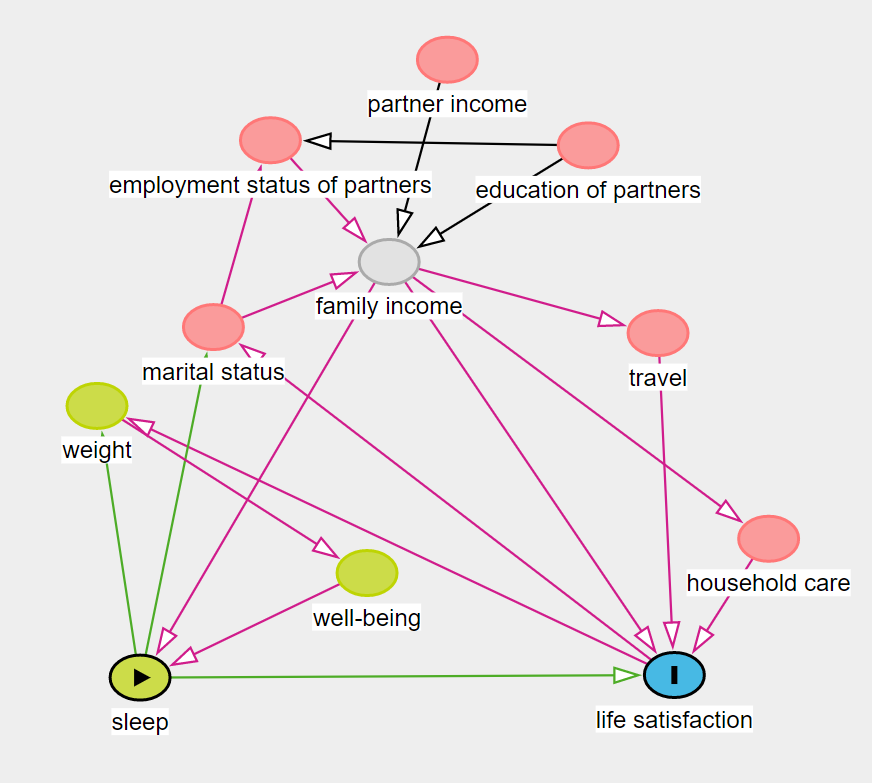 partner income
employment status of partners
education of partners
family income
marital status
travel
weight
household care
well-being
sleep
life satisfaction